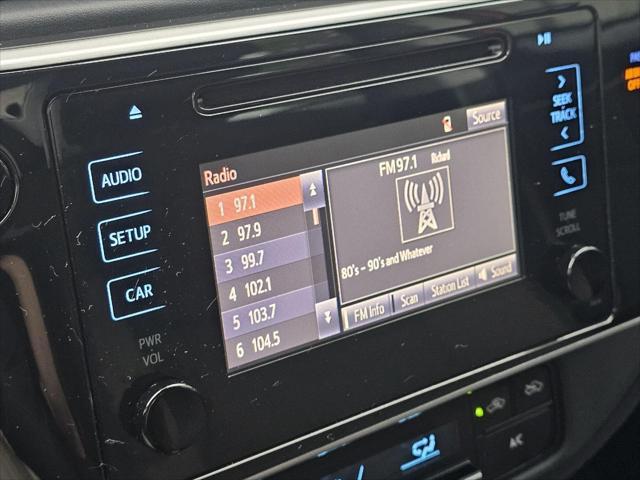 AUDIO
SETUP
CAR
PWR
VOL
Radio
Source
1 97.1
2 97.9
3 99.7
4 102.1
5 103.7
6 104.5
FM 97.1 Richard
80's - 90's and Whatever
FM Info
Scan
Station List
Sound
SEEK
TRACK
TUNE
SCROLL